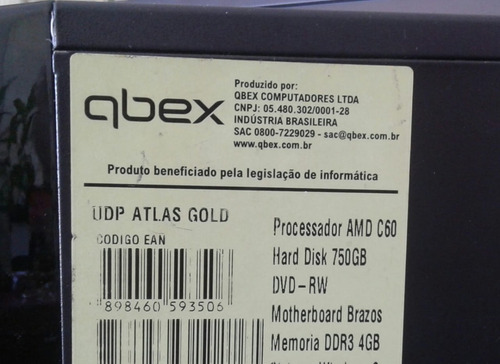 qbex
Produzido por:
QBEX COMPUTADORES LTDA
CNPJ: 05.480.302/0001-28
INDÚSTRIA BRASILEIRA
SAC 0800-7229029 - sac@qbex.com.br
www.qbex.com.br
Produto beneficiado pela legislação de informática
UDP ATLAS GOLD
CODIGO EAN
898460 593506
Processador AMD C60
Hard Disk 750GB
DVD-RW
Motherboard Brazos
Memoria DDR3 4GB